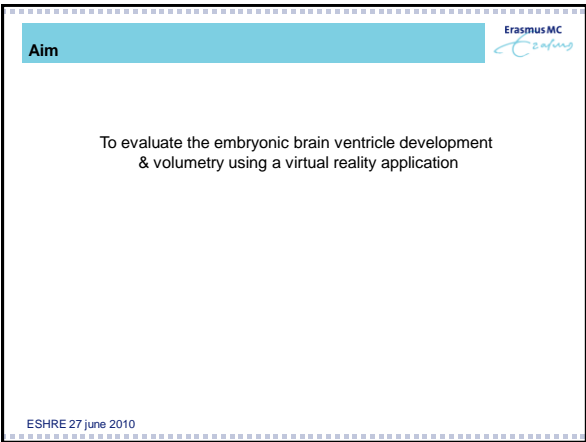 Aim
Erasmus MC
Erasmus
To evaluate the embryonic brain ventricle development
& volumetry using a virtual reality application
ESHRE 27 june 2010